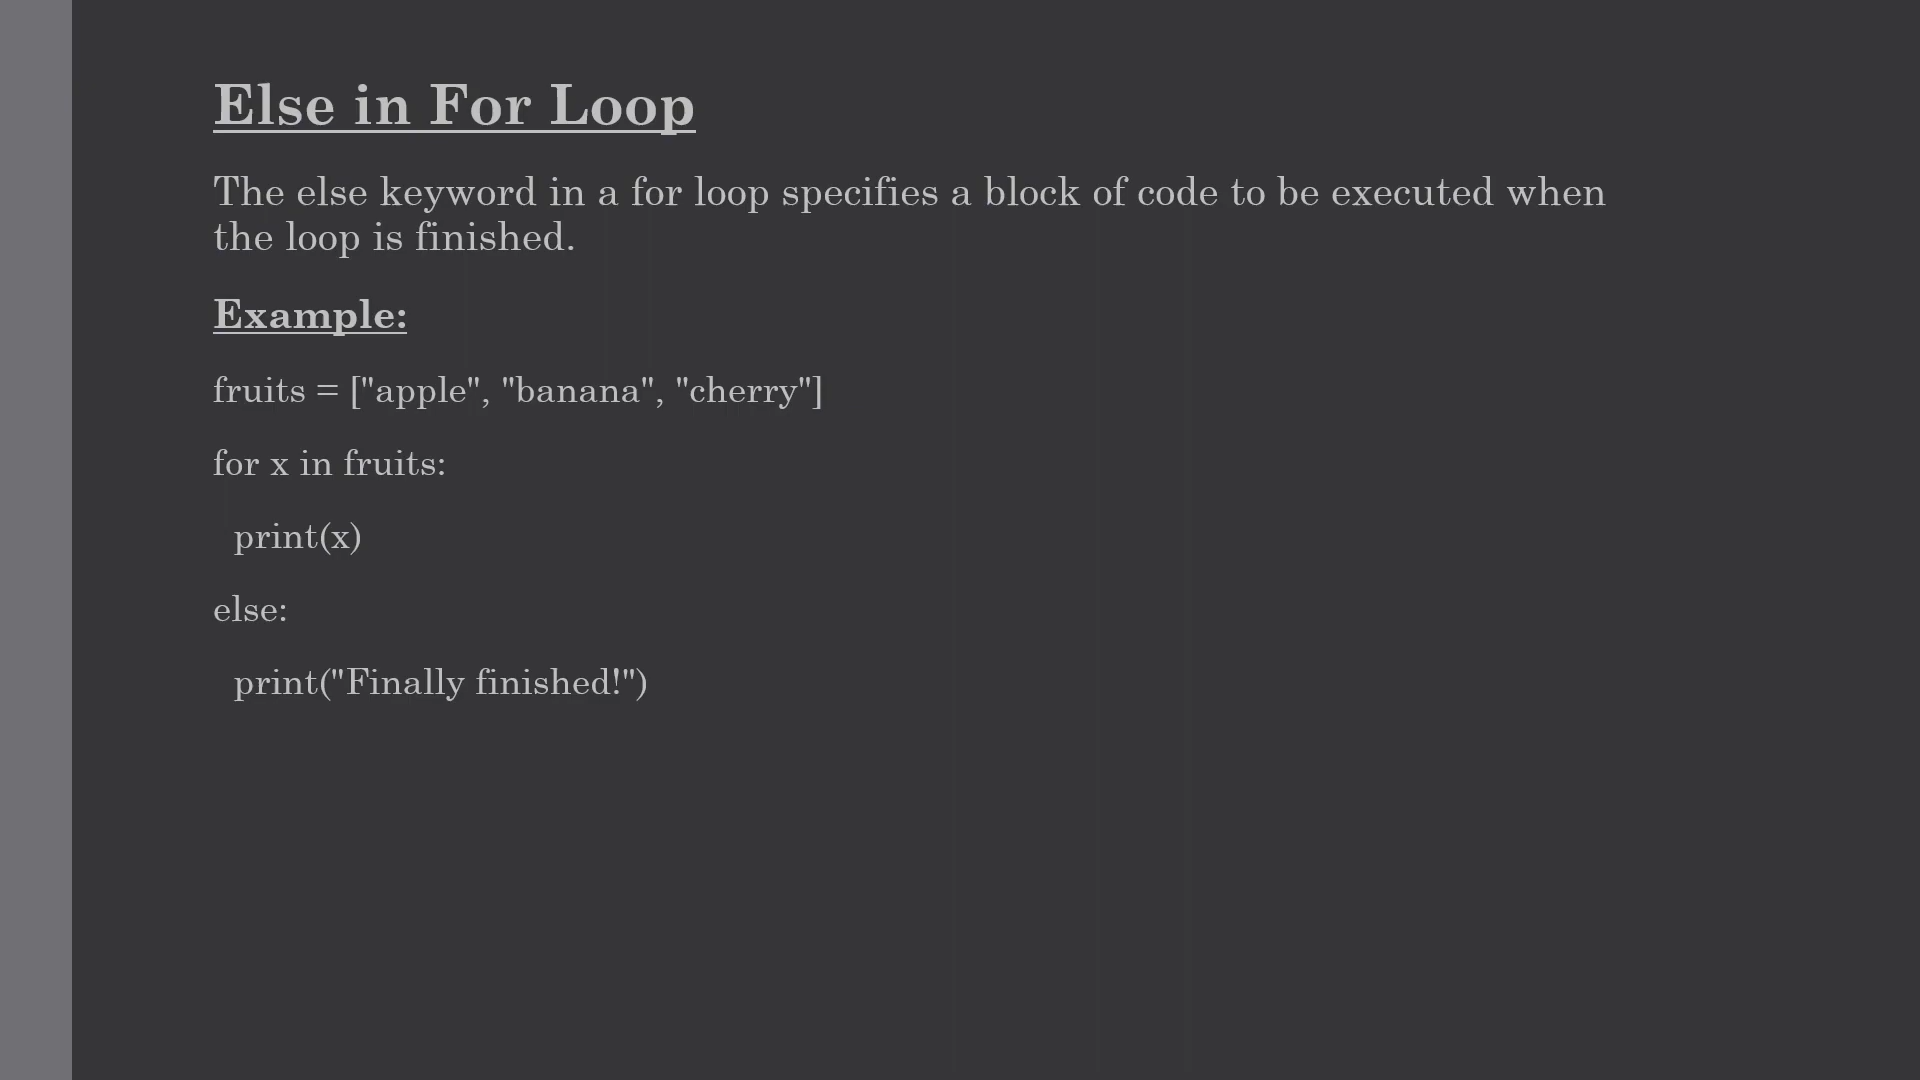 Else in For Loop
The else keyword in a for loop specifies a block of code to be executed when
the loop is finished.
Example:
fruits = ["apple", "banana", "cherry"]
for x in fruits:
  print(x)
else:
  print("Finally finished!")